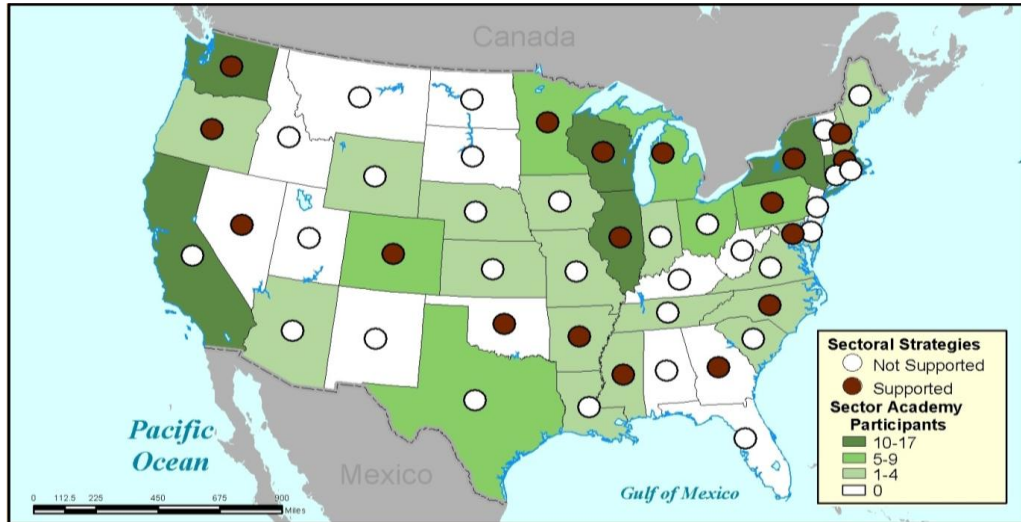 Canada
Pacific
Ocean
Mexico
Gulf of Mexico
0 112.5 225 450 675 900
Miles
Sectoral Strategies
Not Supported
Supported
Sector Academy
Participants
10-17
5-9
1-4
0